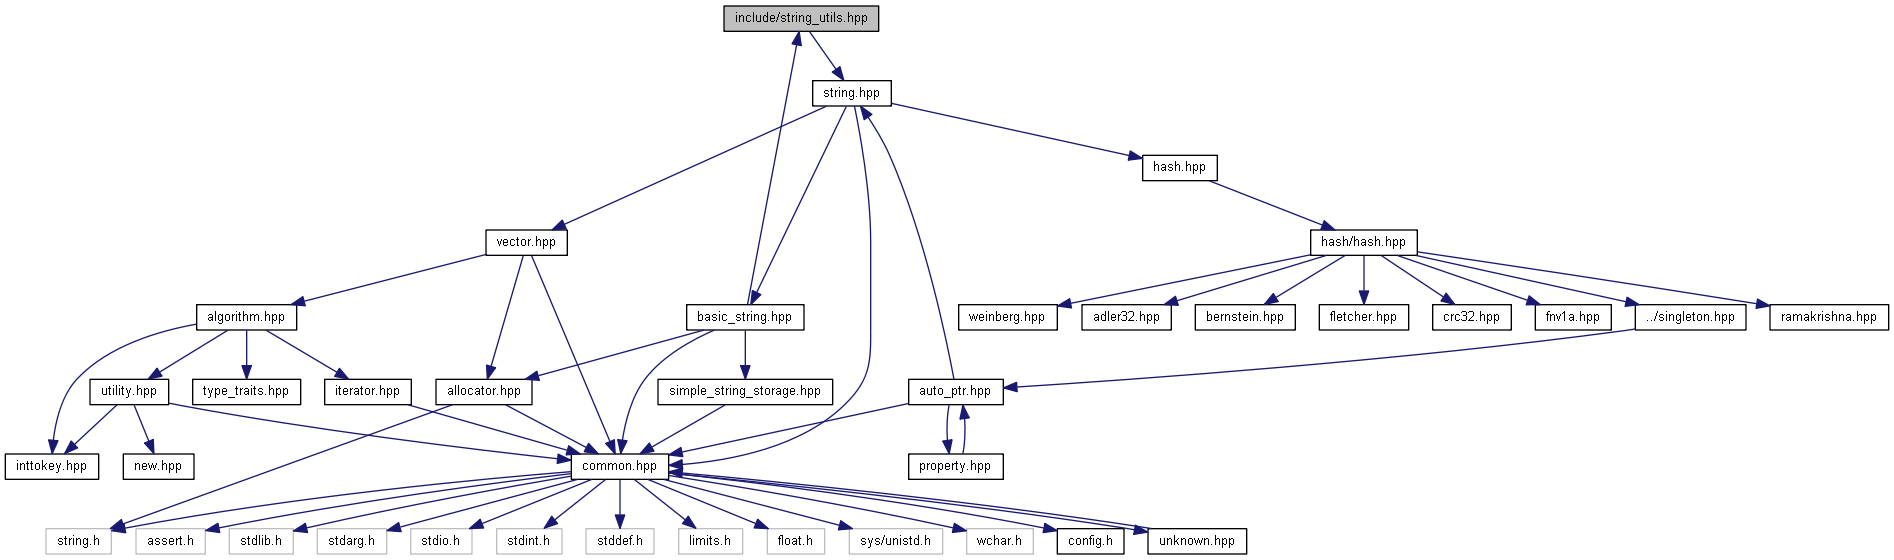 include/string_utils.hpp
string.hpp
hash.hpp
vector.hpp
hash/hash.hpp
algorithm.hpp
basic_string.hpp
weinberg.hpp
adler32.hpp
bernstein.hpp
fletcher.hpp
crc32.hpp
fnv1a.hpp
../singleton.hpp
ramakrishna.hpp
utility.hpp
type_traits.hpp
iterator.hpp
allocator.hpp
simple_string_storage.hpp
auto_ptr.hpp
inttokey.hpp
new.hpp
common.hpp
property.hpp
string.h
assert.h
stdlib.h
stdarg.h
stdio.h
stdint.h
stddef.h
limits.h
float.h
sys/unistd.h
wchar.h
config.h
unknown.hpp